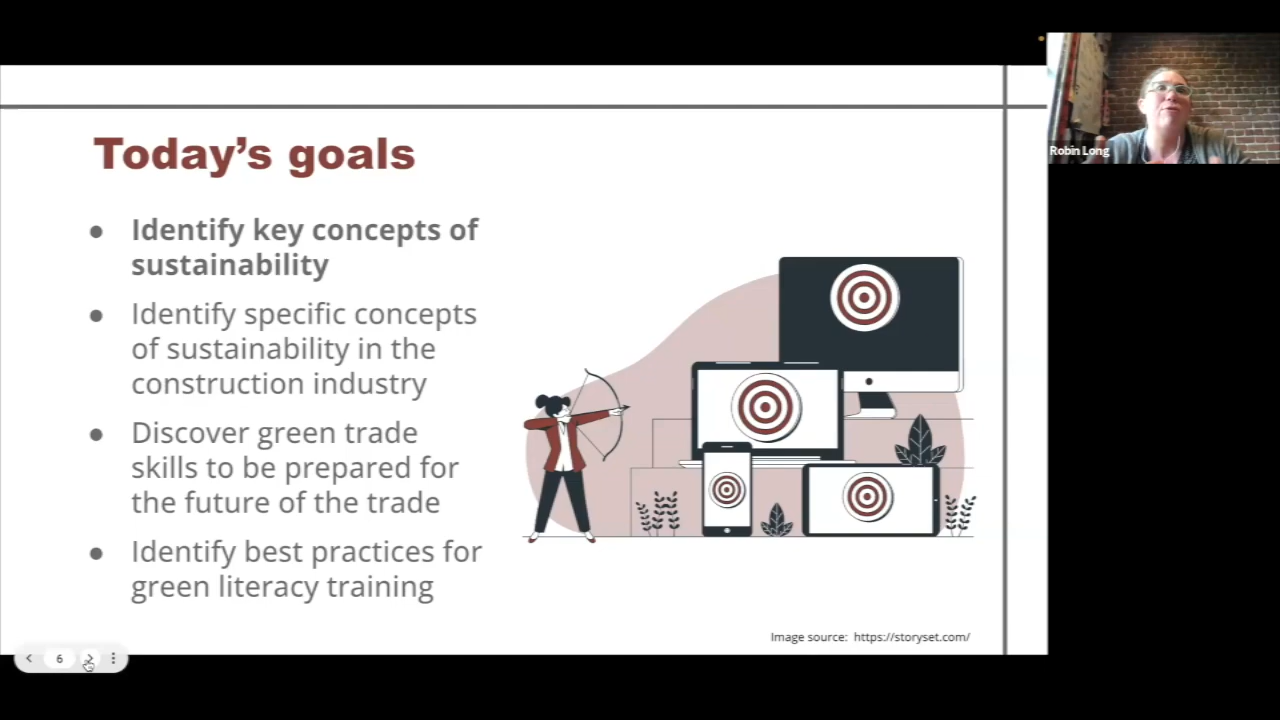 Today’s goals
● Identify key concepts of
sustainability
● Identify specific concepts
of sustainability in the
construction industry
● Discover green trade
skills to be prepared for
the future of the trade
● Identify best practices for
green literacy training
Image source: https://storyset.com/
6
Robin Long